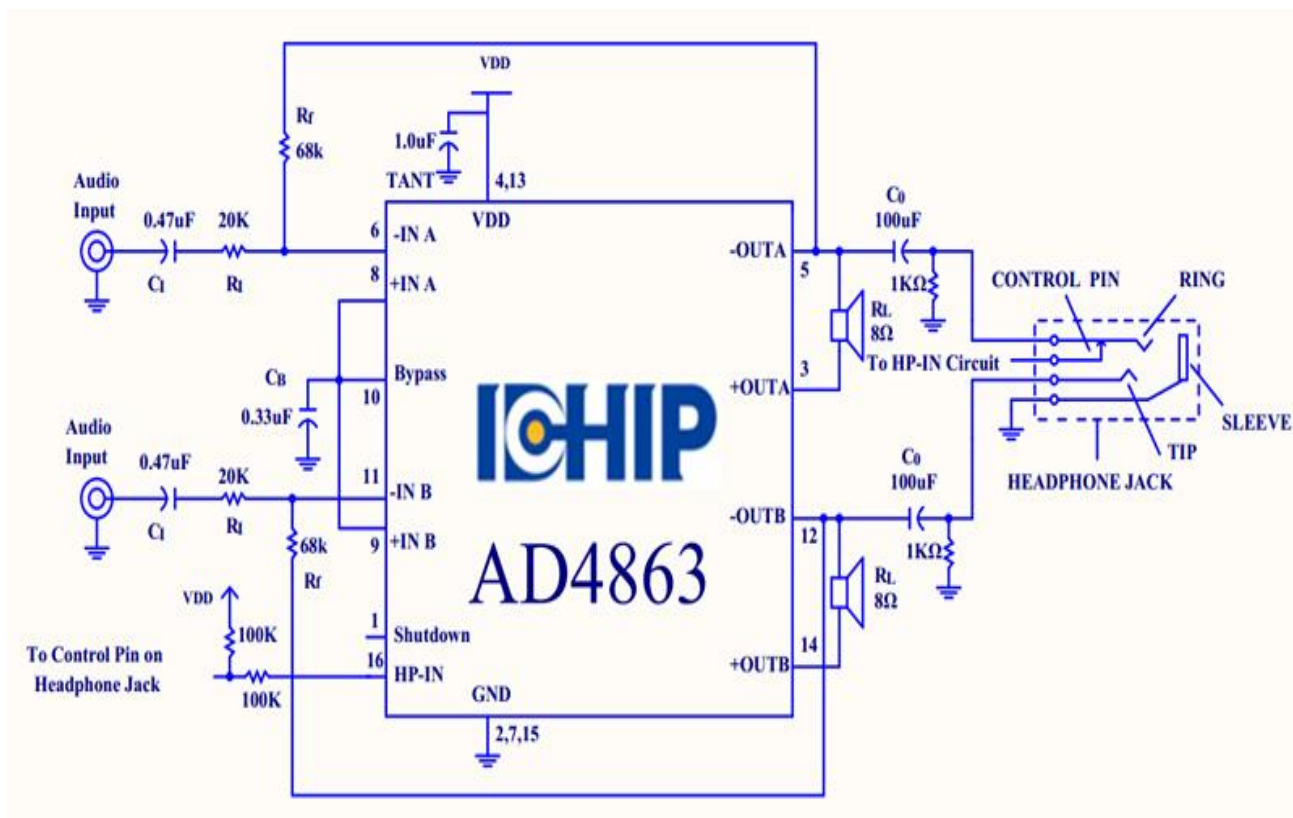 VDD
Rf
68k
1.0uF
TANT
4,13
VDD
Audio
Input
0.47uF
20K
CI
RI
6
-IN A
8
+IN A
-OUTA
5
C0
100uF
1KΩ
CONTROL PIN
RING
RL
8Ω
To HP-IN Circuit
3
+OUTA
CB
0.33uF
Bypass
10
ICHIP
SLEEVE
TIP
HEADPHONE JACK
Audio
Input
0.47uF
20K
CI
RI
11
-IN B
9
+IN B
68k
Rf
AD4863
-OUTB
12
C0
100uF
1KΩ
RL
8Ω
14
+OUTB
VDD
100K
To Control Pin on
Headphone Jack
100K
1
Shutdown
16
HP-IN
GND
2,7,15